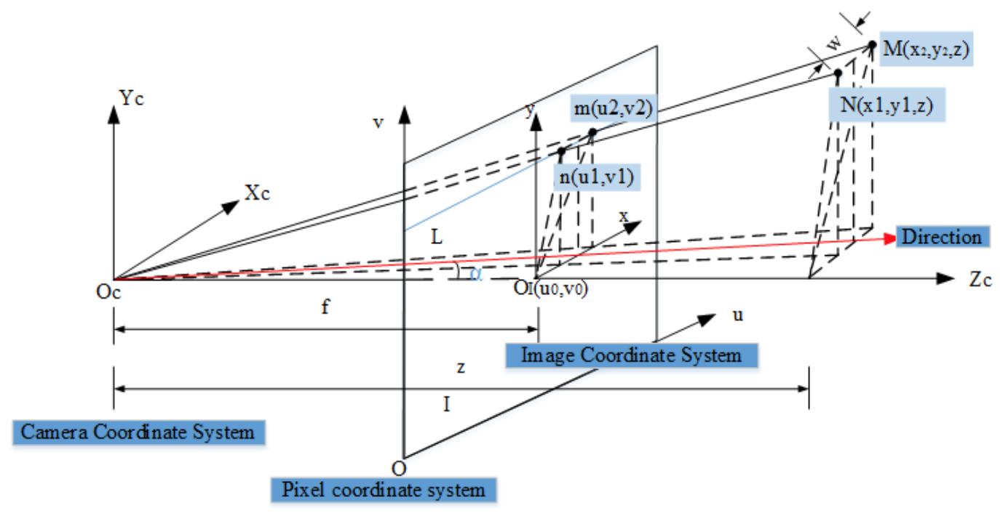 w
M(x₂,y₂,z)
Yc
v
y
m(u2,v2)
N(x1,y1,z)
n(u1,v1)
Xc
x
L
Direction
α
Oc
OI(u0,v0)
Zc
f
u
Image Coordinate System
z
I
Camera Coordinate System
O
Pixel coordinate system